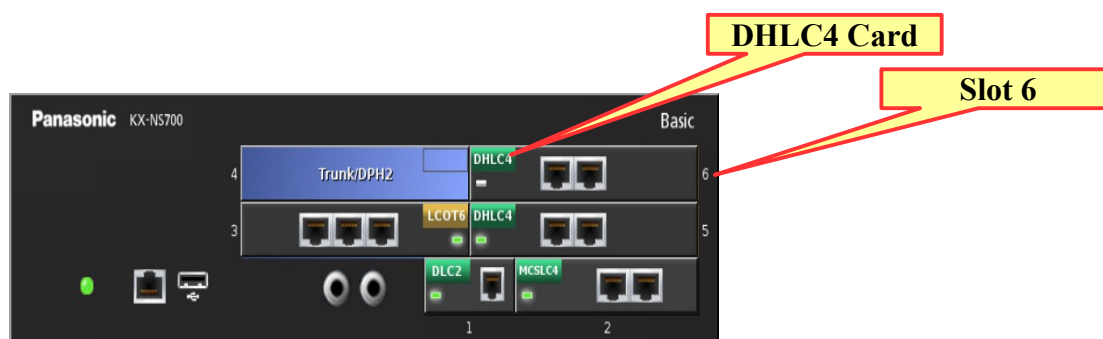 DHLC4 Card
Slot 6
Panasonic KX-NS700 Basic
4 Trunk/DPH2 DHLC4 6
3 LCOT6 DHLC4 5
DLC2 MCSLC4
1 2